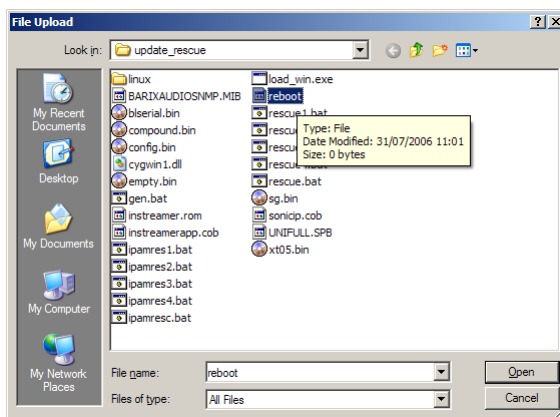 File Upload
Look in:
update_rescue
My Recent Documents
Desktop
My Documents
My Computer
My Network Places
linux
BARIXAUDIOSNMP.MIB
blserial.bin
compound.bin
config.bin
cygwin1.dll
empty.bin
gen.bat
instreamer.rom
instreamerapp.cob
ipamres1.bat
ipamres2.bat
ipamres3.bat
ipamres4.bat
ipamresc.bat
load_win.exe
reboot
rescue1.bat
rescue.bat
sg.bin
sonicip.cob
UNIFULL.SPB
xt05.bin
Type: File
Date Modified: 31/07/2006 11:01
Size: 0 bytes
File name:
reboot
Open
Files of type:
All Files
Cancel